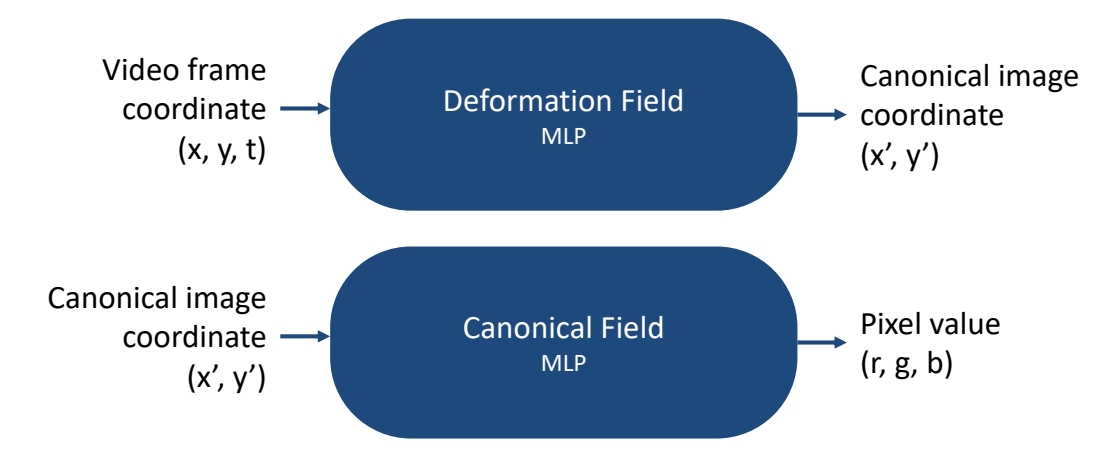 Video frame
coordinate
(x, y, t)
Deformation Field
MLP
Canonical image
coordinate
(x’, y’)
Canonical image
coordinate
(x’, y’)
Canonical Field
MLP
Pixel value
(r, g, b)